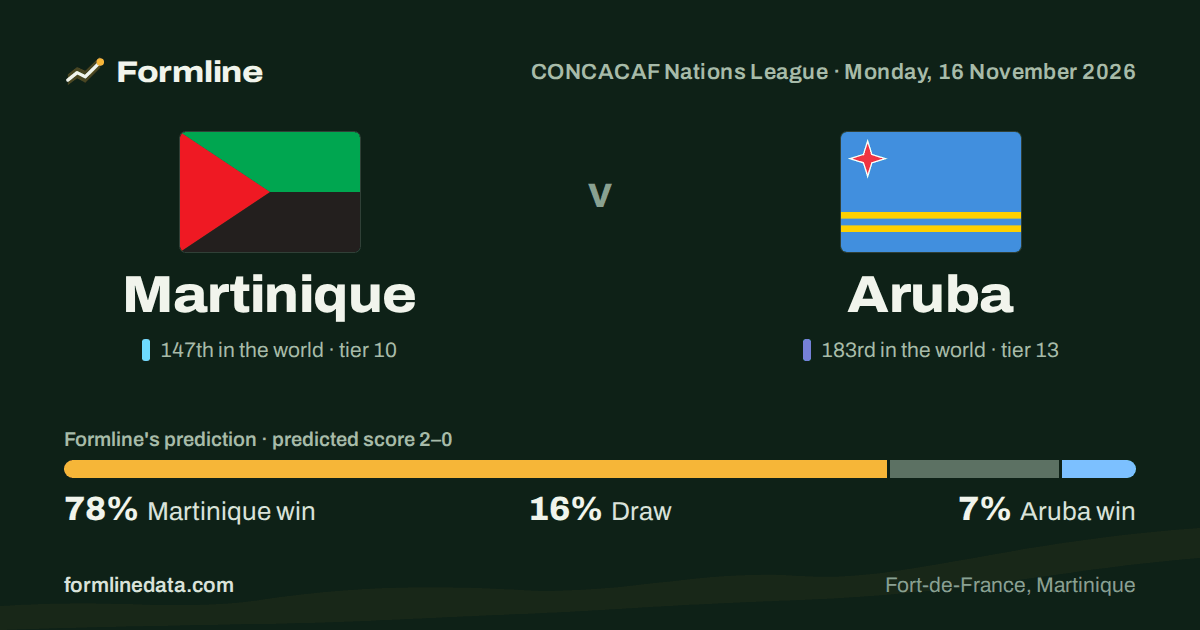 Formline
CONCACAF Nations League · Monday, 16 November 2026
v
Martinique
147th in the world · tier 10
Aruba
183rd in the world · tier 13
Formline's prediction · predicted score 2–0
78% Martinique win
16% Draw
7% Aruba win
formlinedata.com
Fort-de-France, Martinique